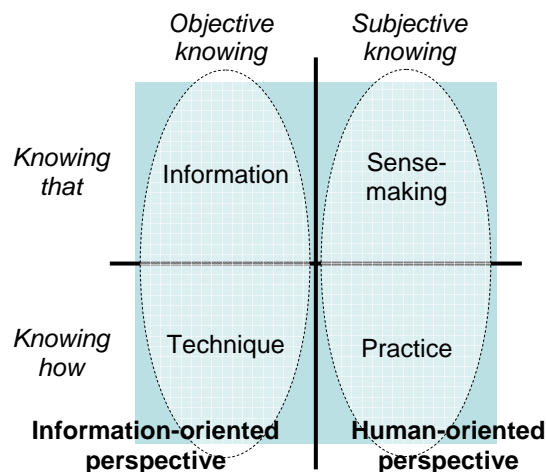 Objective knowing
Subjective knowing
Knowing that
Information
Sense-
making
Knowing how
Technique
Practice
Information-oriented perspective
Human-oriented perspective